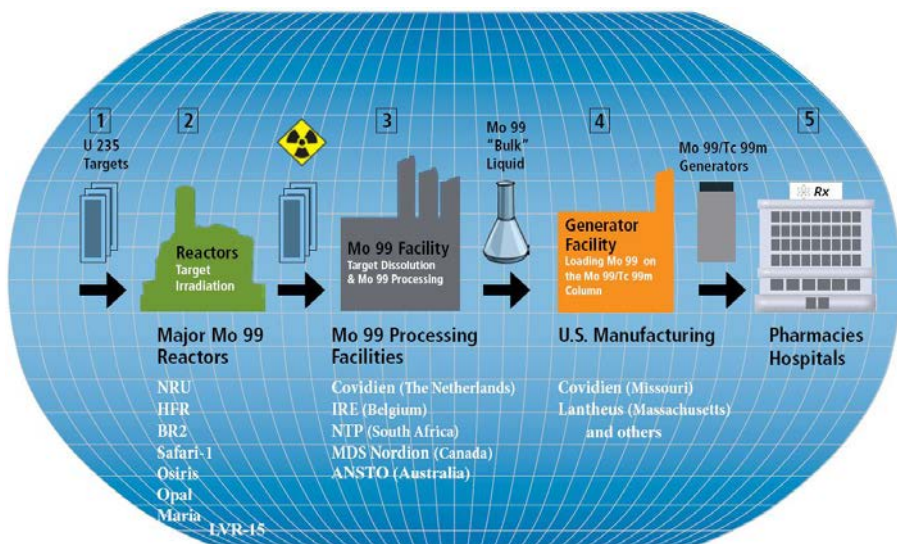 1
U 235
Targets
2
Reactors
Target
Irradiation
3
Mo 99 Facility
Target Dissolution
& Mo 99 Processing
Mo 99
"Bulk"
Liquid
4
Generator
Facility
Loading Mo 99 on
the Mo 99/Tc 99m
Column
Mo 99/Tc 99m
Generators
5
Rx
Major Mo 99
Reactors
NRU
HFR
BR2
Safari-1
Osiris
Opal
Maria
LVR-15
Mo 99 Processing
Facilities
Covidien (The Netherlands)
IRE (Belgium)
NTP (South Africa)
MDS Nordion (Canada)
ANSTO (Australia)
U.S. Manufacturing
Covidien (Missouri)
Lantheus (Massachusetts)
and others
Pharmacies
Hospitals